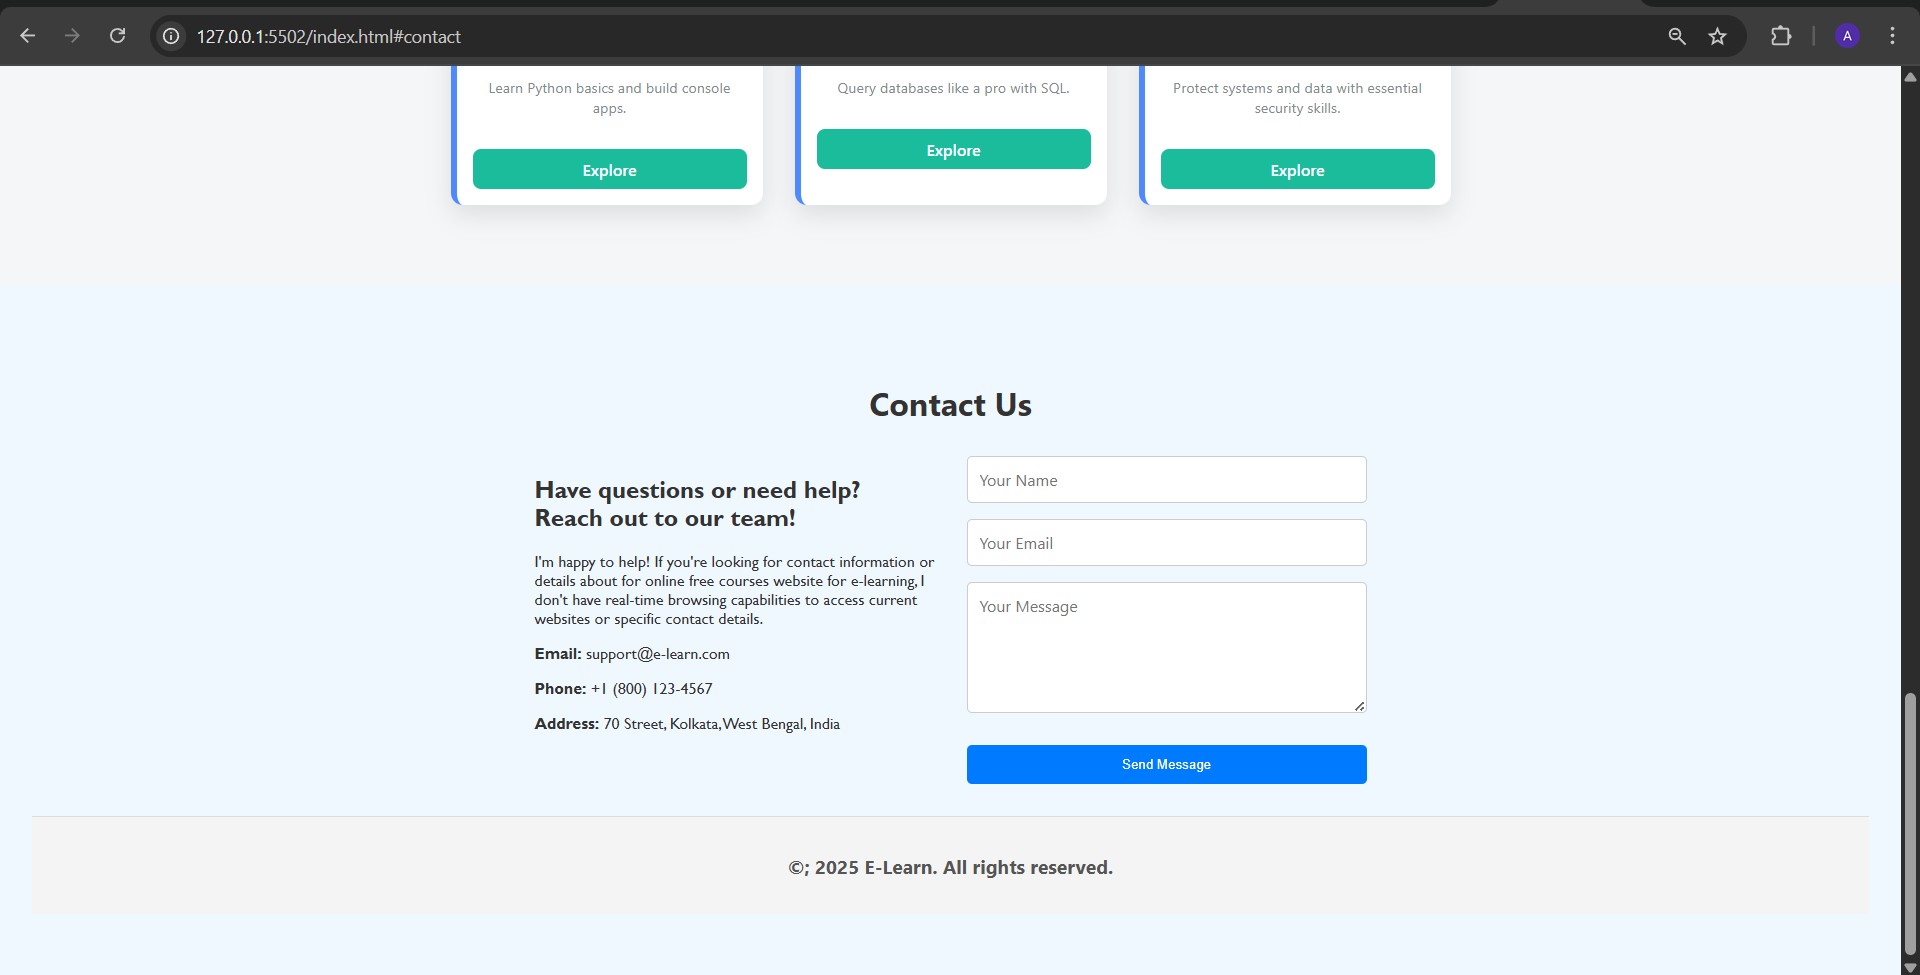 127.0.0.1:5502/index.html#contact
A
Learn Python basics and build console
apps.
Explore
Query databases like a pro with SQL.
Explore
Protect systems and data with essential
security skills.
Explore
Contact Us
Have questions or need help?
Reach out to our team!
I'm happy to help! If you're looking for contact information or
details about for online free courses website for e-learning, I
don't have real-time browsing capabilities to access current
websites or specific contact details.
Email: support@e-learn.com
Phone: +1 (800) 123-4567
Address: 70 Street, Kolkata, West Bengal, India
Your Name
Your Email
Your Message
Send Message
©; 2025 E-Learn. All rights reserved.